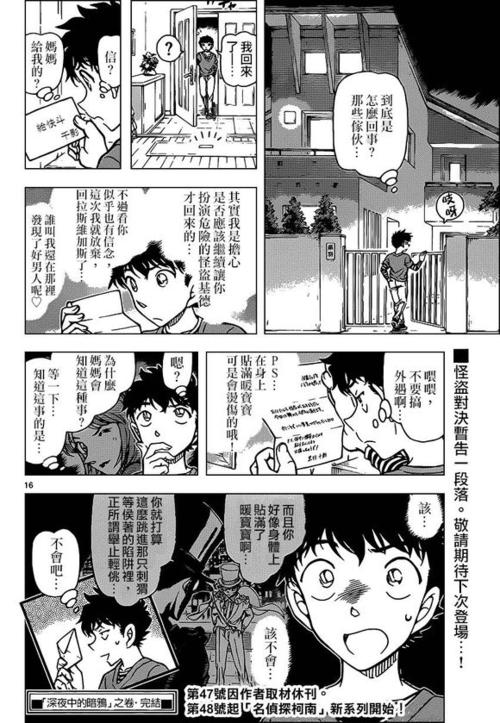 到底是
怎麼回事？
那些傢伙…
哎呀
黑羽
我回來
了──
？
信？
媽媽
給我的？
給快斗
千影
其實我是擔心
是否應該繼續讓你
扮演危險的怪盜基德
才回來的…
不過看你
似乎也有信念，
這次我就放棄，
回拉斯維加斯了…
誰叫我還在那裡
發現了好男人呢♡
喂喂，
不要搞
外遇啊！
PS…
在身上
貼滿暖寶寶
可是會燙傷的哦…
嗯？
為什麼
媽媽會
知道這種事？
等一下…
知道這事的是…
16
該…
而且你
好像身體上
貼滿了
暖寶寶啊…
該不會…
你就打算
這麼跳進那只刺猬
等侯著的陷阱裡，
正所謂舉止輕佻…
不會吧…
■怪盜對決暫告一段落。敬請期待下次登場…！
「深夜中的暗鴉」之卷‧完結
第47號因作者取材休刊。
第48號起「名偵探柯南」新系列開始！